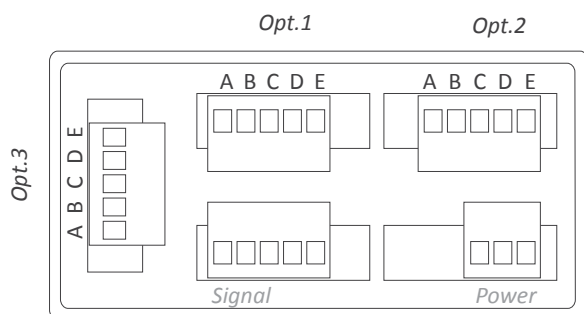 Opt.1 Opt.2
A B C D E A B C D E
Opt.3
A B C D E
Signal Power